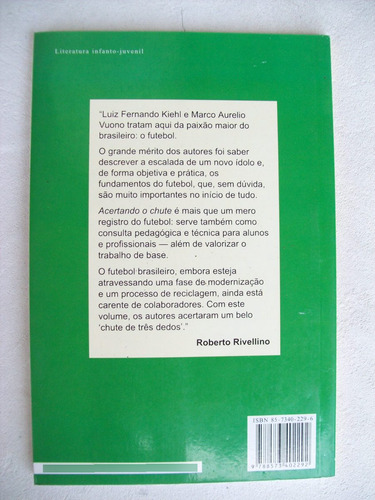 Literatura infanto-juvenil
“Luiz Fernando Kiehl e Marco Aurelio
Vuono tratam aqui da paixão maior do
brasileiro: o futebol.
O grande mérito dos autores foi saber
descrever a escalada de um novo ídolo e,
de forma objetiva e prática, os
fundamentos do futebol, que, sem dúvida,
são muito importantes no início de tudo.
Acertando o chute é mais que um mero
registro do futebol: serve também como
consulta pedagógica e técnica para alunos
e profissionais — além de valorizar o
trabalho de base.
O futebol brasileiro, embora esteja
atravessando uma fase de modernização
e um processo de reciclagem, ainda está
carente de colaboradores. Com este
volume, os autores acertaram um belo
‘chute de três dedos’.”
Roberto Rivellino
ISBN 85-7340-229-6
9 788573 402292